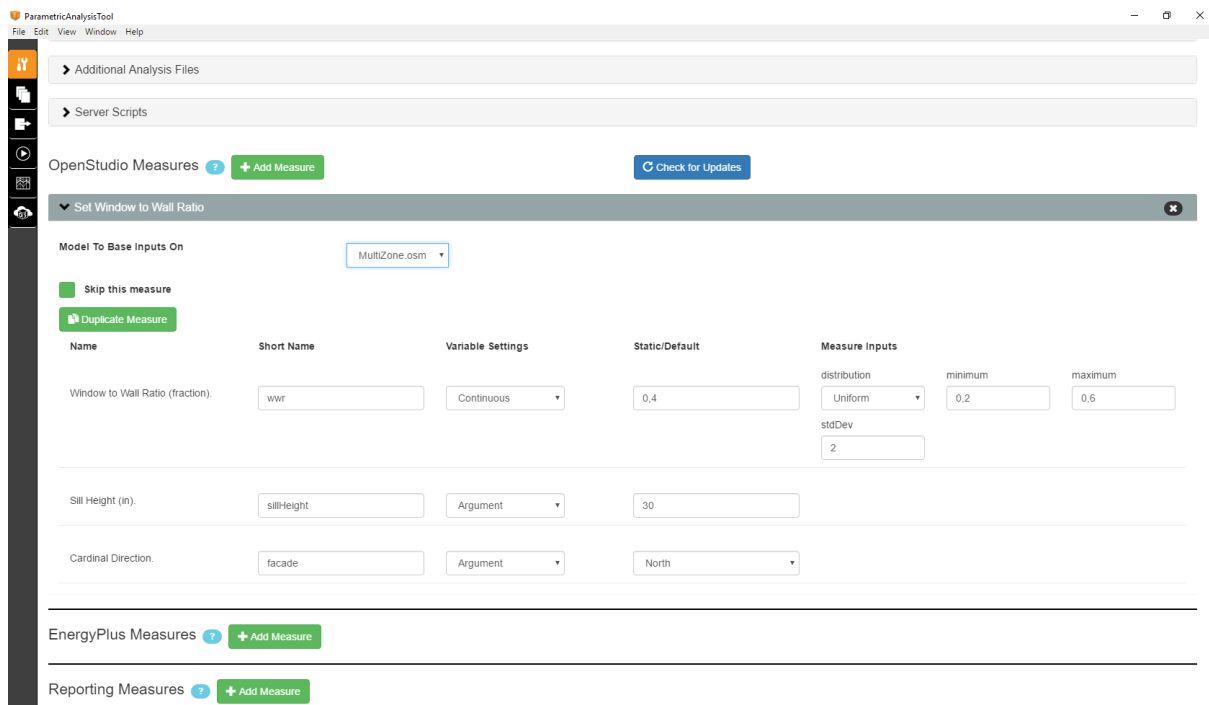 ParametricAnalysisTool
File Edit View Window Help
Additional Analysis Files
Server Scripts
OpenStudio Measures ? Add Measure Check for Updates
Set Window to Wall Ratio
Model To Base Inputs On MultiZone.osm
Skip this measure
Duplicate Measure
Name Short Name Variable Settings Static/Default Measure Inputs
distribution minimum maximum
Window to Wall Ratio (fraction). wwr Continuous 0,4 Uniform 0,2 0,6
stdDev
2
Sill Height (in). sillHeight Argument 30
Cardinal Direction. facade Argument North
EnergyPlus Measures ? Add Measure
Reporting Measures ? Add Measure